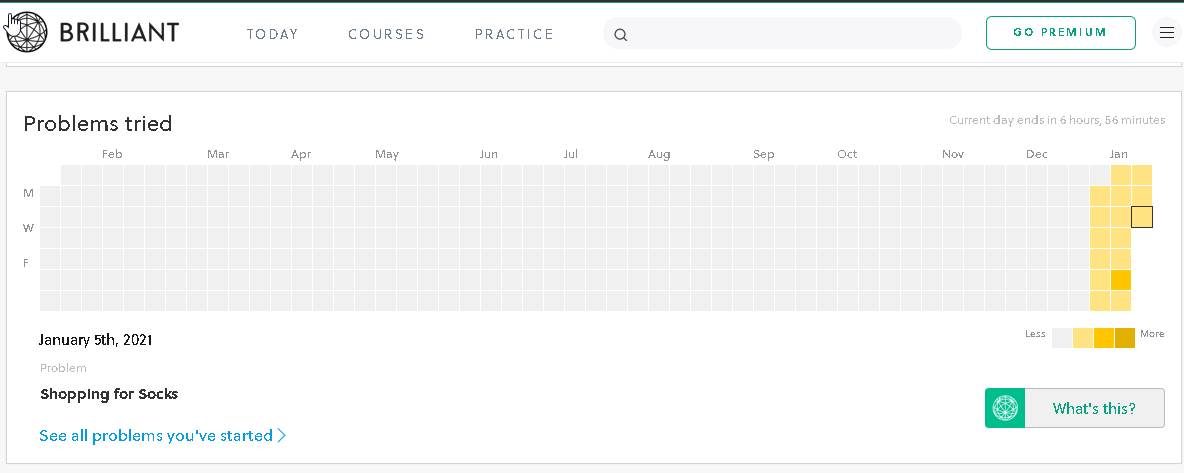 BRILLIANT TODAY COURSES PRACTICE GO PREMIUM
Problems tried
Current day ends in 6 hours, 56 minutes
Feb Mar Apr May Jun Jul Aug Sep Oct Nov Dec Jan
M
W
F
January 5th, 2021
Less More
Problem
Shopping for Socks
What's this?
See all problems you've started